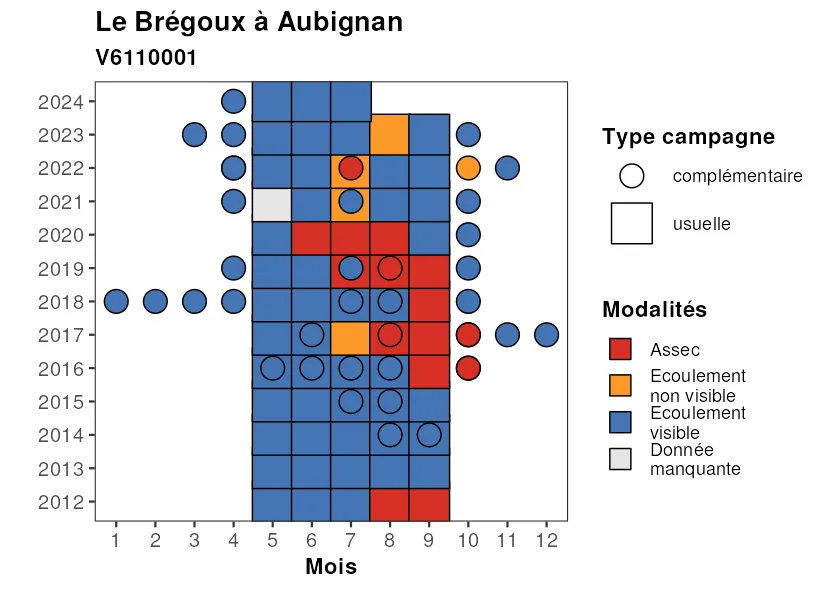 Le Brégoux à Aubignan
V6110001
2024
2023
2022
2021
2020
2019
2018
2017
2016
2015
2014
2013
2012
1 2 3 4 5 6 7 8 9 10 11 12
Mois
Type campagne
complémentaire
usuelle
Modalités
Assec
Ecoulement
non visible
Ecoulement
visible
Donnée
manquante